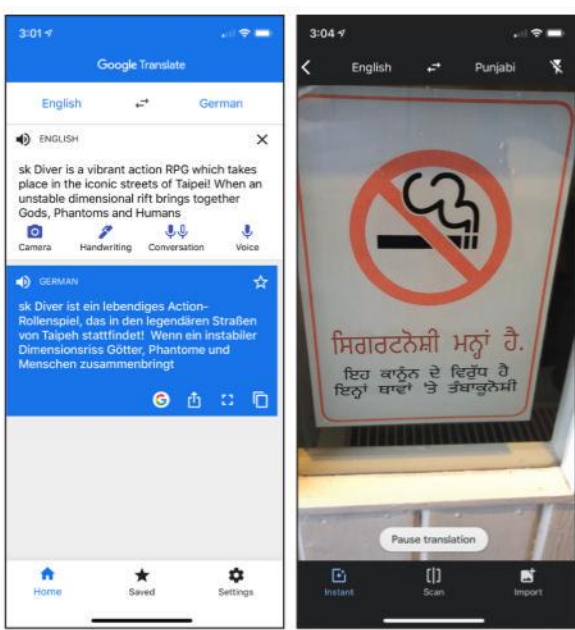 3:01
Google Translate
English
German
ENGLISH
sk Diver is a vibrant action RPG which takes
place in the iconic streets of Taipei! When an
unstable dimensional rift brings together
Gods, Phantoms and Humans
Camera Handwriting Conversation Voice
GERMAN
sk Diver ist ein lebendiges Action-
Rollenspiel, das in den legendären Straßen
von Taipeh stattfindet! Wenn ein instabiler
Dimensionsriss Götter, Phantome und
Menschen zusammenbringt
G
Home Saved Settings
3:04
English Punjabi
ਸਿਗਰਟਨੋਸ਼ੀ ਮਨ੍ਹਾਂ ਹੈ.
ਇਹ ਕਾਨੂੰਨ ਦੇ ਵਿਰੁੱਧ ਹੈ
ਇਨ੍ਹਾਂ ਥਾਵਾਂ 'ਤੇ ਤੰਬਾਕੂਨੋਸ਼ੀ
Pause translation
Instant Scan Import